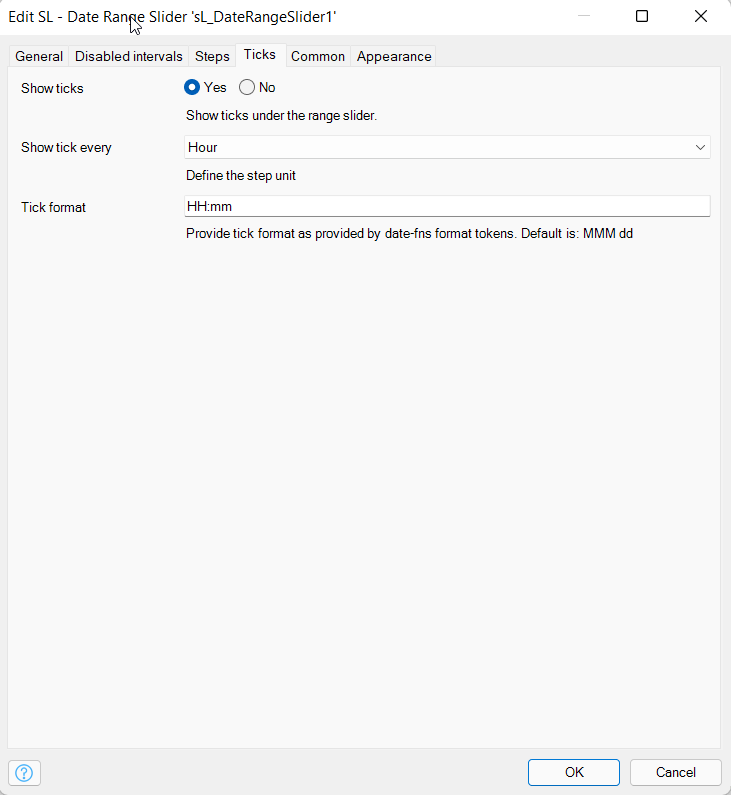 Edit SL - Date Range Slider 'sL_DateRangeSlider1'
General Disabled intervals Steps Ticks Common Appearance
Show ticks Yes No
Show ticks under the range slider.
Show tick every Hour
Define the step unit
Tick format HH:mm
Provide tick format as provided by date-fns format tokens. Default is: MMM dd
? OK Cancel